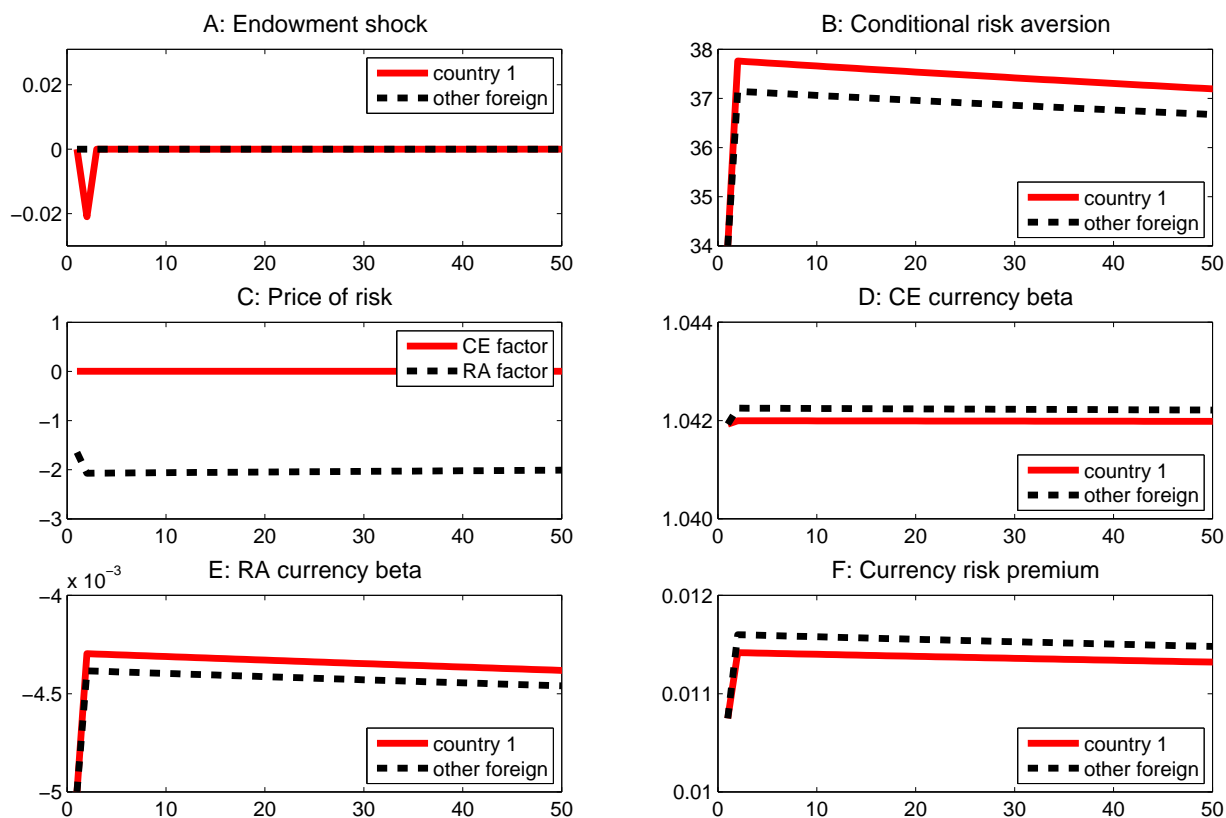 A: Endowment shock
0.02
0
−0.02
0 10 20 30 40 50
country 1
other foreign
B: Conditional risk aversion
38
37
36
35
34
0 10 20 30 40 50
country 1
other foreign
C: Price of risk
1
0
−1
−2
−3
0 10 20 30 40 50
CE factor
RA factor
D: CE currency beta
1.044
1.042
1.040
0 10 20 30 40 50
country 1
other foreign
E: RA currency beta
x 10⁻³
−4
−4.5
−5
0 10 20 30 40 50
country 1
other foreign
F: Currency risk premium
0.012
0.011
0.01
0 10 20 30 40 50
country 1
other foreign